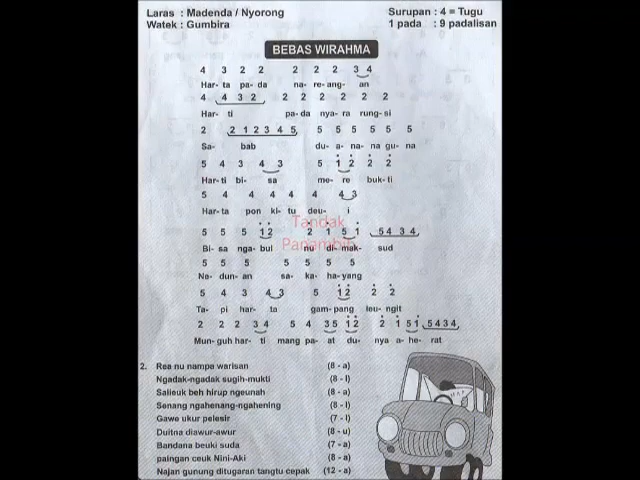 Laras : Madenda / Nyorong
Surupan : 4 = Tugu
Watek : Gumbira
1 pada : 9 padalisan
BEBAS WIRAHMA
4 3 2 2 2 2 2 3 4
Har- ta pa- da na- re- ang- an
4 4 3 2 2 2 2 2 2 2
Har- ti pa- da nya- ra rung- si
2 2 1 2 3 4 5 5 5 5 5 5 5
Sa- bab du- a- na- na gu- na
5 4 3 4 3 5 1 2 2 2
Har- ti bi- sa me- re buk- ti
5 4 4 4 4 4 4 3
Har- ta pon ki- tu deu- i
5 5 5 1 2 2 1 5 1 5 4 3 4
Bi- sa nga- bul nu di- mak- sud
Tandak
Panambih
5 5 5 5 5 5 5
Na- dun- an sa- ka- ha- yang
5 4 3 4 3 5 1 2 2 2
Ta- pi har- ta gam- pang leu- ngit
2 2 2 3 4 5 4 3 5 1 2 2 1 5 1 5 4 3 4
Mun- guh har- ti mang pa- at du- nya a- he- rat
2. Rea nu nampa warisan (8 - a)
Ngadak-ngadak sugih-mukti (8 - I)
Salieuk beh hirup ngeunah (8 - a)
Senang ngahenang-ngahening (8 - I)
Gawe ukur pelesir (7 - I)
Duitna diawur-awur (8 - u)
Bandana beuki suda (7 - a)
paingan ceuk Nini-Aki (8 - a)
Najan gunung ditugaran tangtu cepak (12 - a)